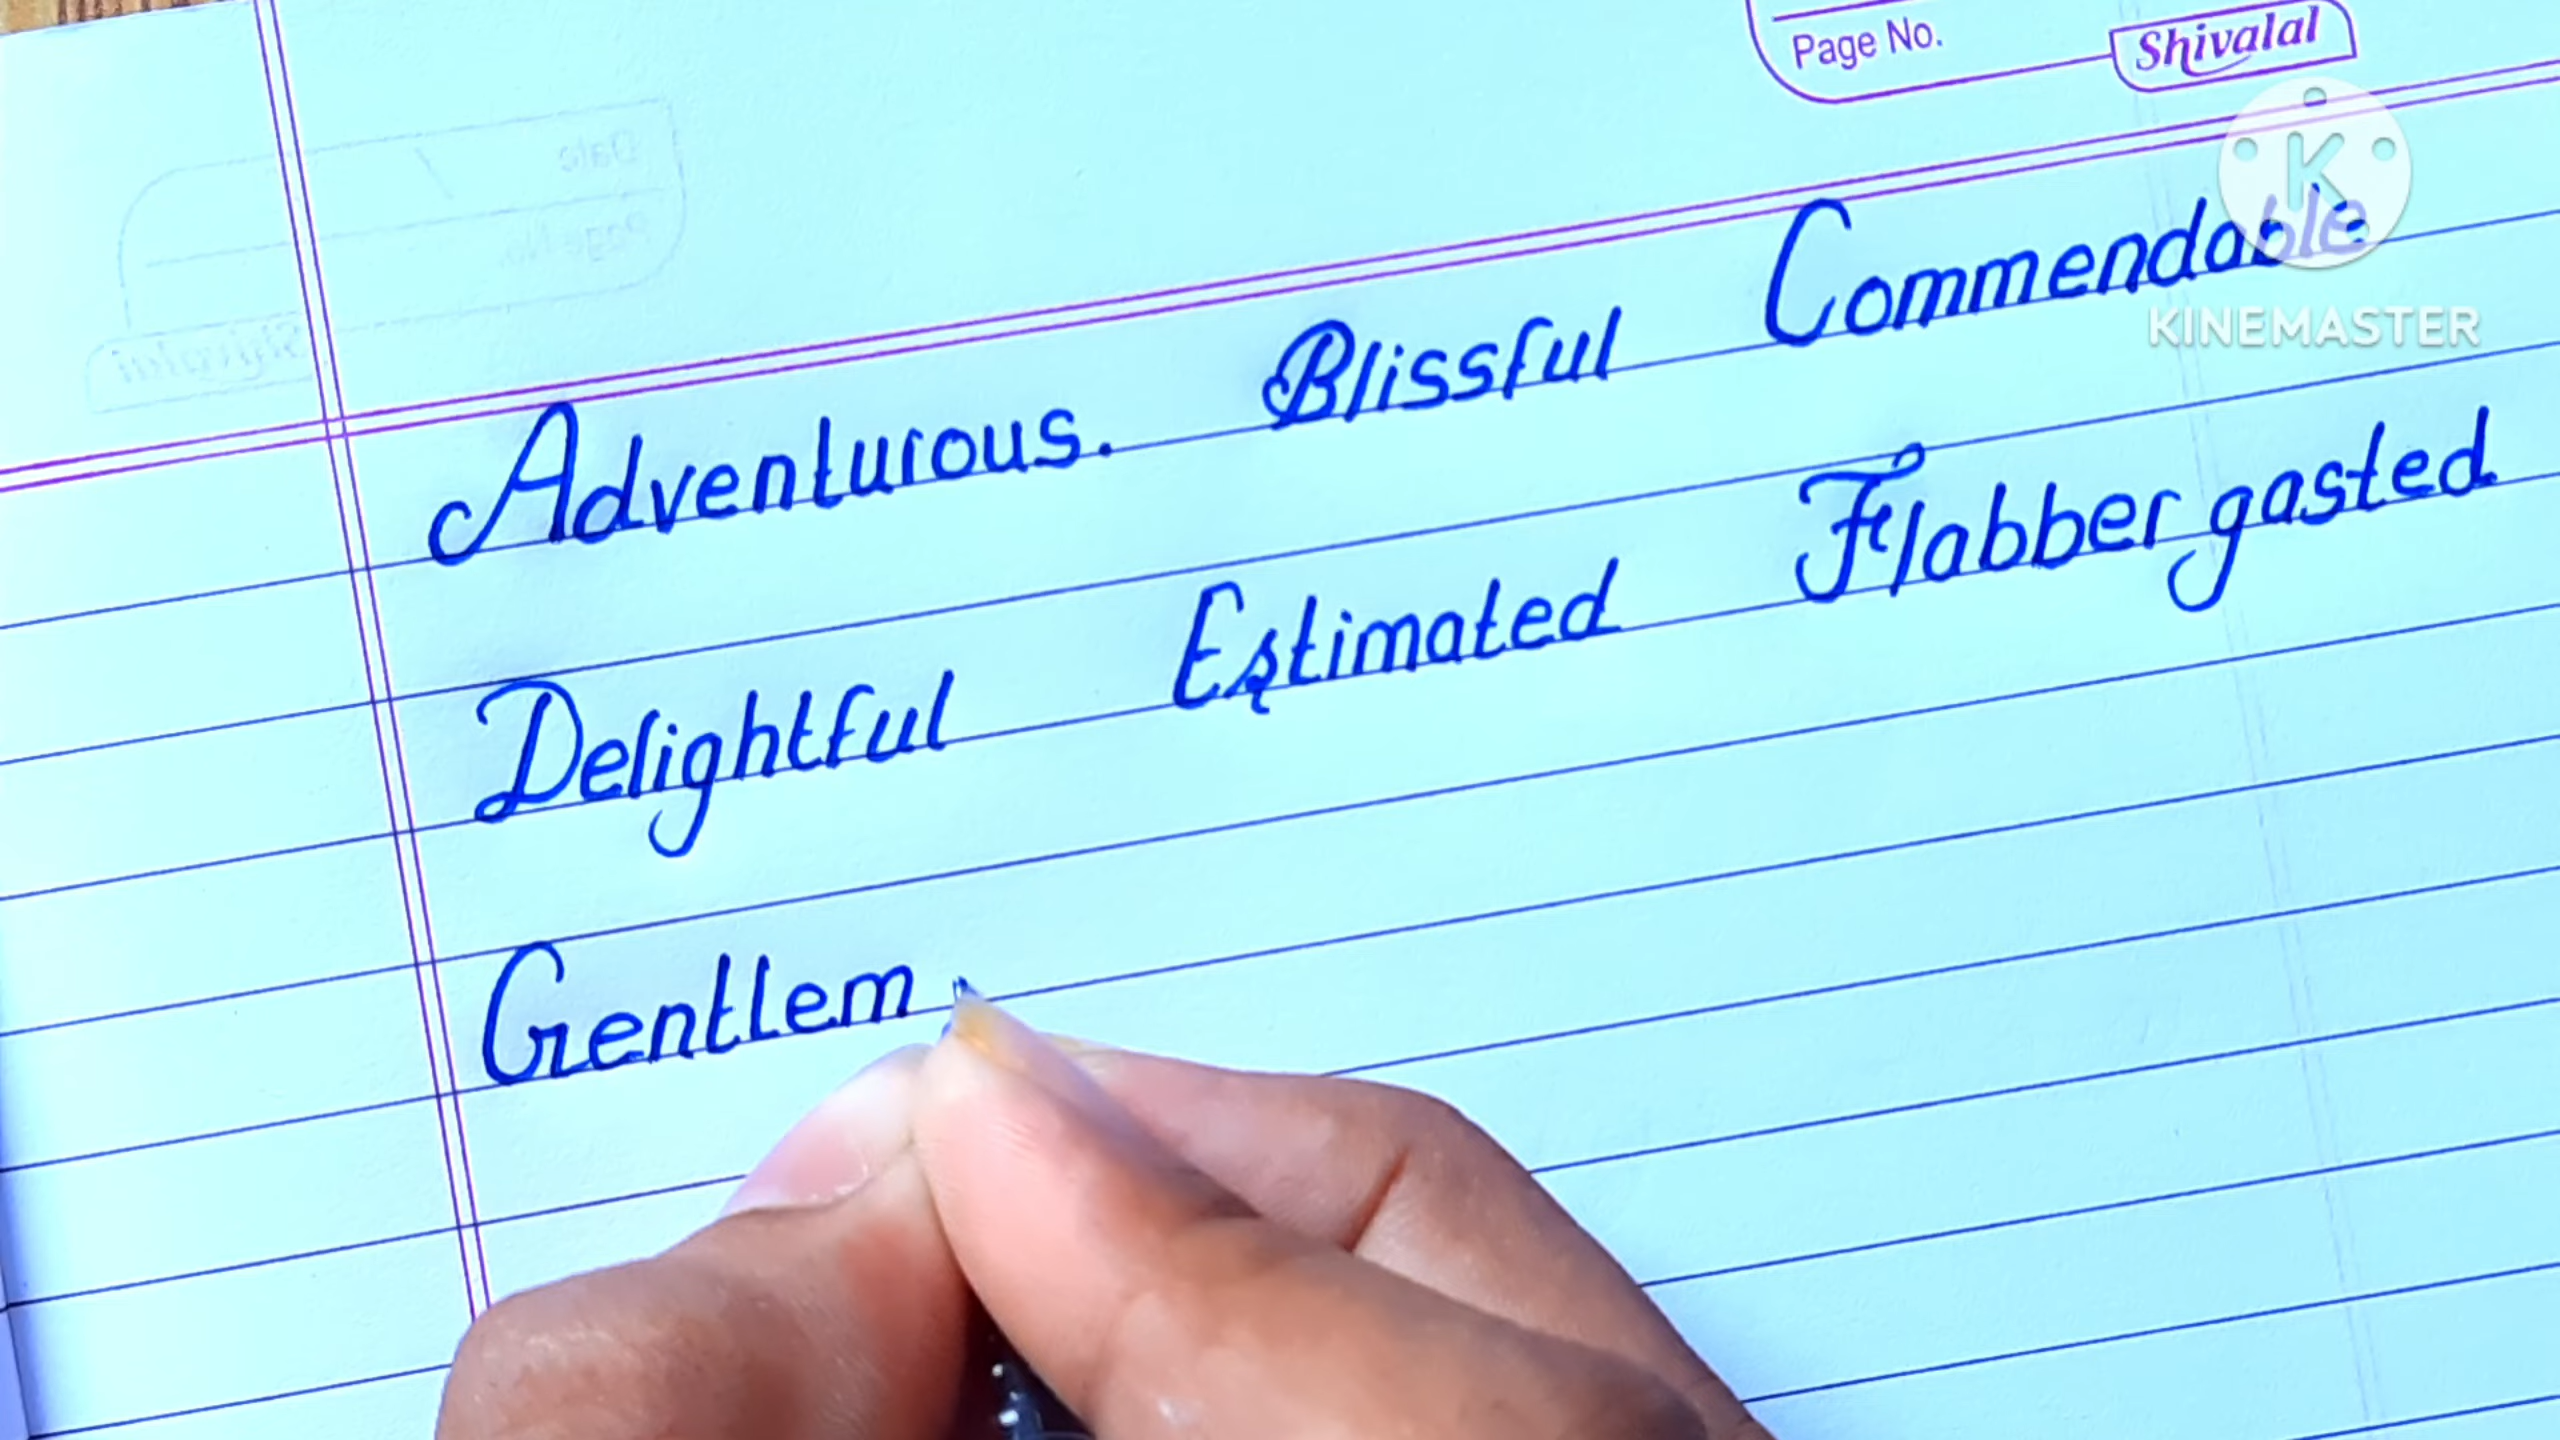 Page No.
Shivalal
KINEMASTER
Adventurous. Blissful Commendable
Delightful Estimated Flabbergasted
Gentlem